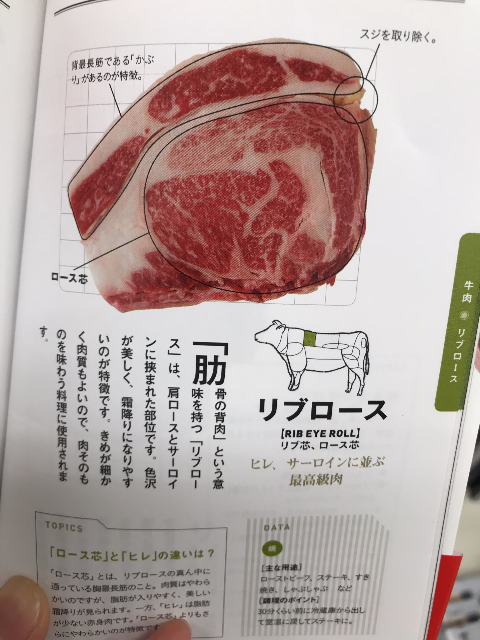 スジを取り除く。
背最長筋である「かぶ
り」があるのが特徴。
ロース芯
牛肉 ● リブロース
「肋骨の背肉」という意
味を持つ「リブロー
ス」は、肩ロースとサーロイ
ンに挟まれた部位です。色沢
が美しく、霜降りになりやす
いのが特徴です。きめが細か
く肉質もよいので、肉そのも
のを味わう料理に使用されま
す。
リブロース
【RIB EYE ROLL】
リブ芯、ロース芯
ヒレ、サーロインに並ぶ
最高級肉
TOPICS
「ロース芯」と「ヒレ」の違いは？
「ロース芯」とは、リブロースの真ん中に
通っている胸最長筋のこと。肉質はやわら
かいのですが、脂肪が入りやすく、美しい
霜降りが見られます。一方、「ヒレ」は脂肪
が少ない赤身肉です。「ロース芯」よりもさ
らにやわらかいのが特徴です
DATA
[主な用途]
ローストビーフ、ステーキ、すき
焼き、しゃぶしゃぶ など
[調理のポイント]
30分くらい前に冷蔵庫から出し
て室温に戻してステーキに。